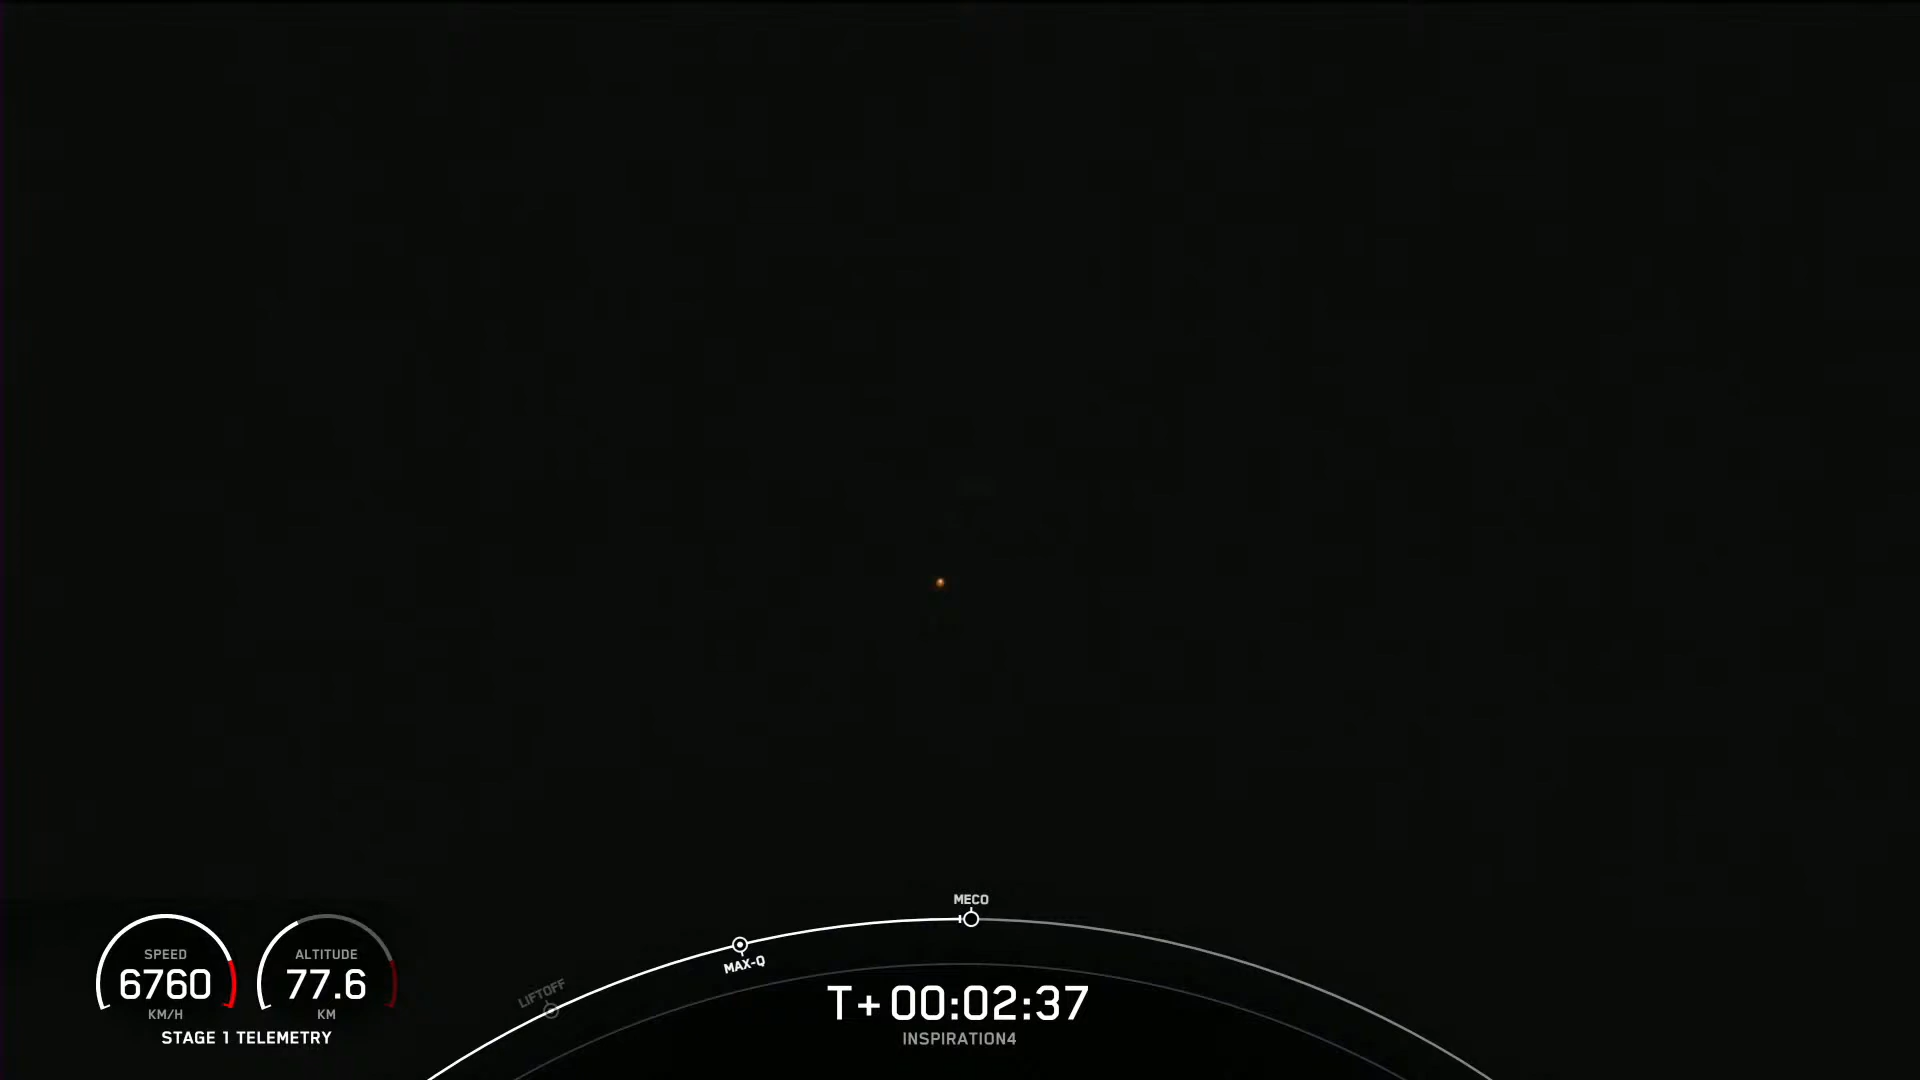 MECO
MAX-Q
LIFTOFF
SPEED
6760
KM/H
ALTITUDE
77.6
KM
STAGE 1 TELEMETRY
T+00:02:37
INSPIRATION4